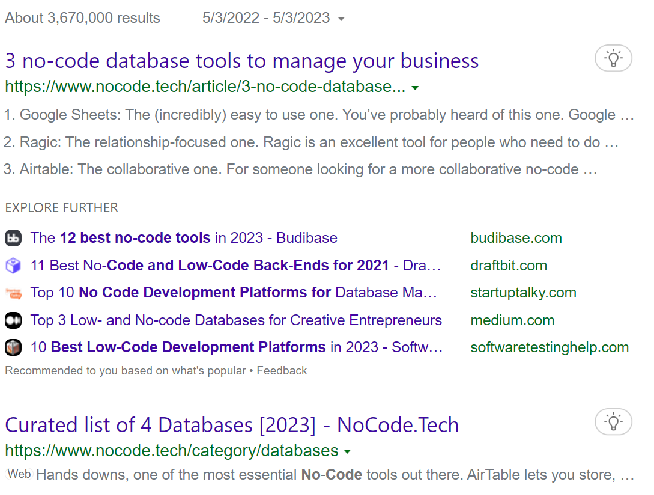 About 3,670,000 results 5/3/2022 - 5/3/2023
3 no-code database tools to manage your business
https://www.nocode.tech/article/3-no-code-database...
1. Google Sheets: The (incredibly) easy to use one. You've probably heard of this one. Google ...
2. Ragic: The relationship-focused one. Ragic is an excellent tool for people who need to do ...
3. Airtable: The collaborative one. For someone looking for a more collaborative no-code ...
EXPLORE FURTHER
The 12 best no-code tools in 2023 - Budibase budibase.com
11 Best No-Code and Low-Code Back-Ends for 2021 - Dra... draftbit.com
Top 10 No Code Development Platforms for Database Ma... startuptalky.com
Top 3 Low- and No-code Databases for Creative Entrepreneurs medium.com
10 Best Low-Code Development Platforms in 2023 - Softw... softwaretestinghelp.com
Recommended to you based on what's popular • Feedback
Curated list of 4 Databases [2023] - NoCode.Tech
https://www.nocode.tech/category/databases
Web Hands downs, one of the most essential No-Code tools out there. AirTable lets you store, ...